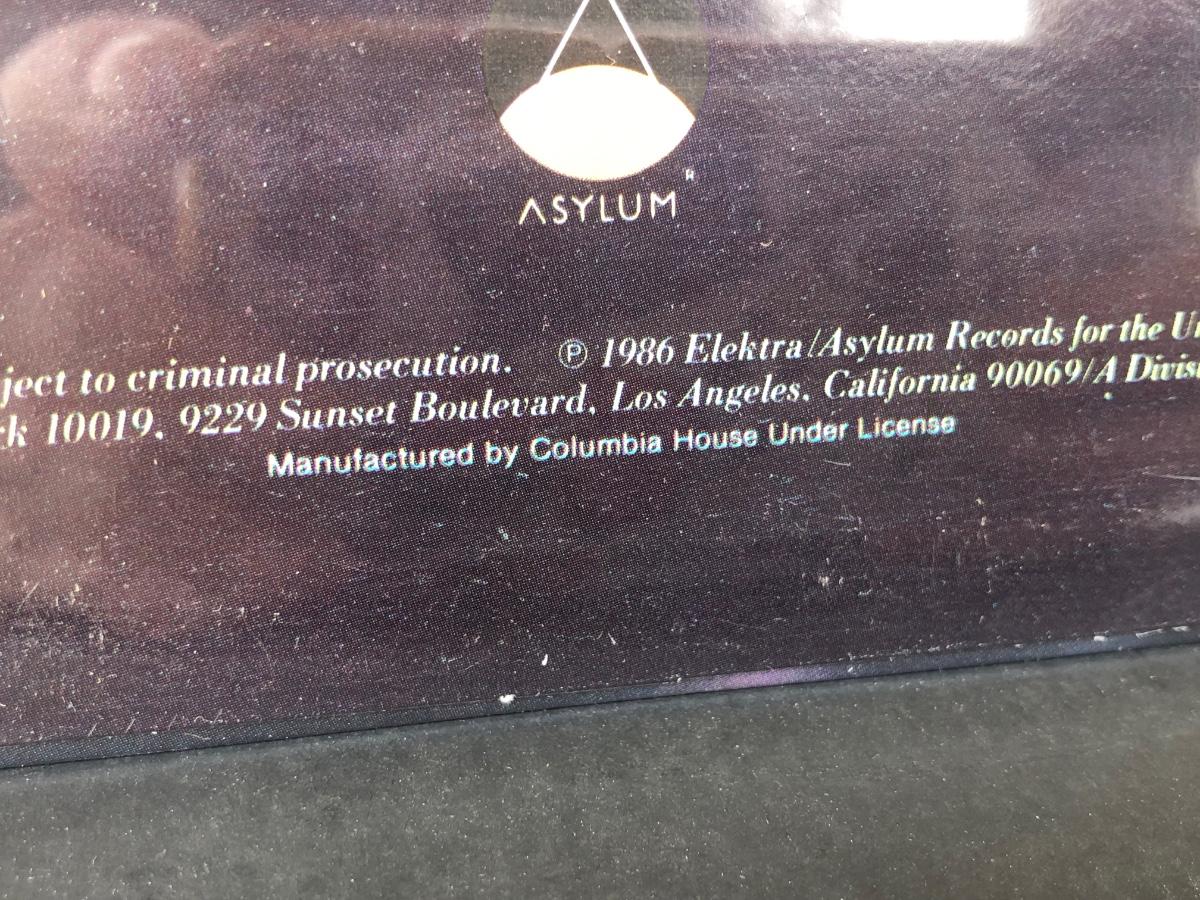 R
ASYLUM
ject to criminal prosecution. ℗ 1986 Elektra/Asylum Records for the
10019, 9229 Sunset Boulevard, Los Angeles, California 90069/A
Manufactured by Columbia House Under License